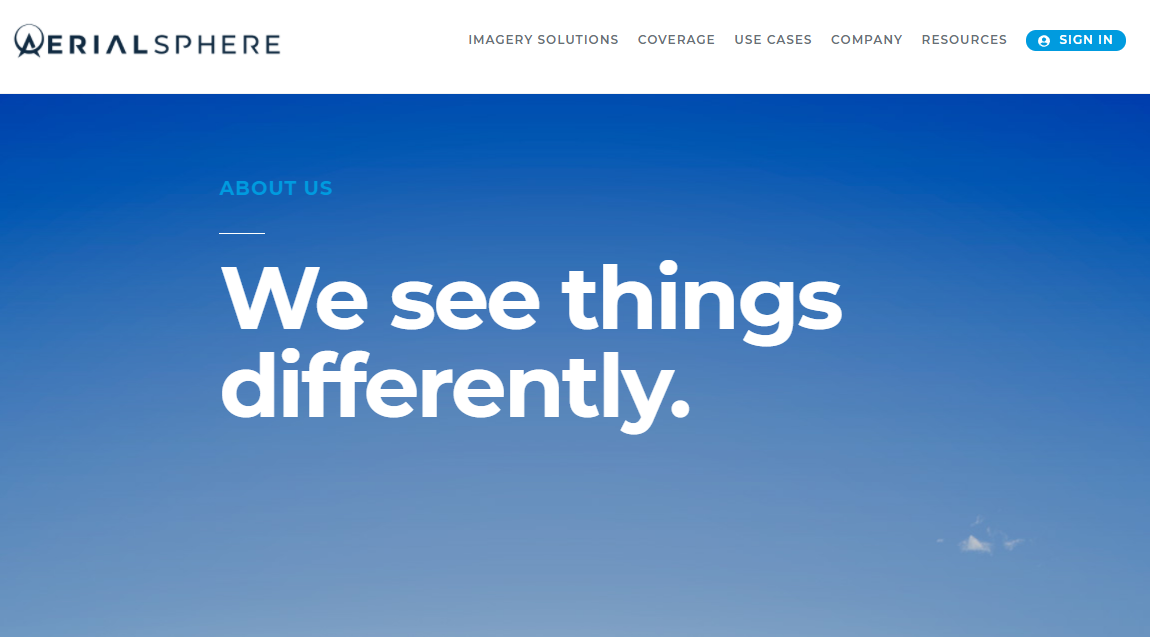 AERIALSPHERE
IMAGERY SOLUTIONS COVERAGE USE CASES COMPANY RESOURCES SIGN IN
ABOUT US
We see things
differently.